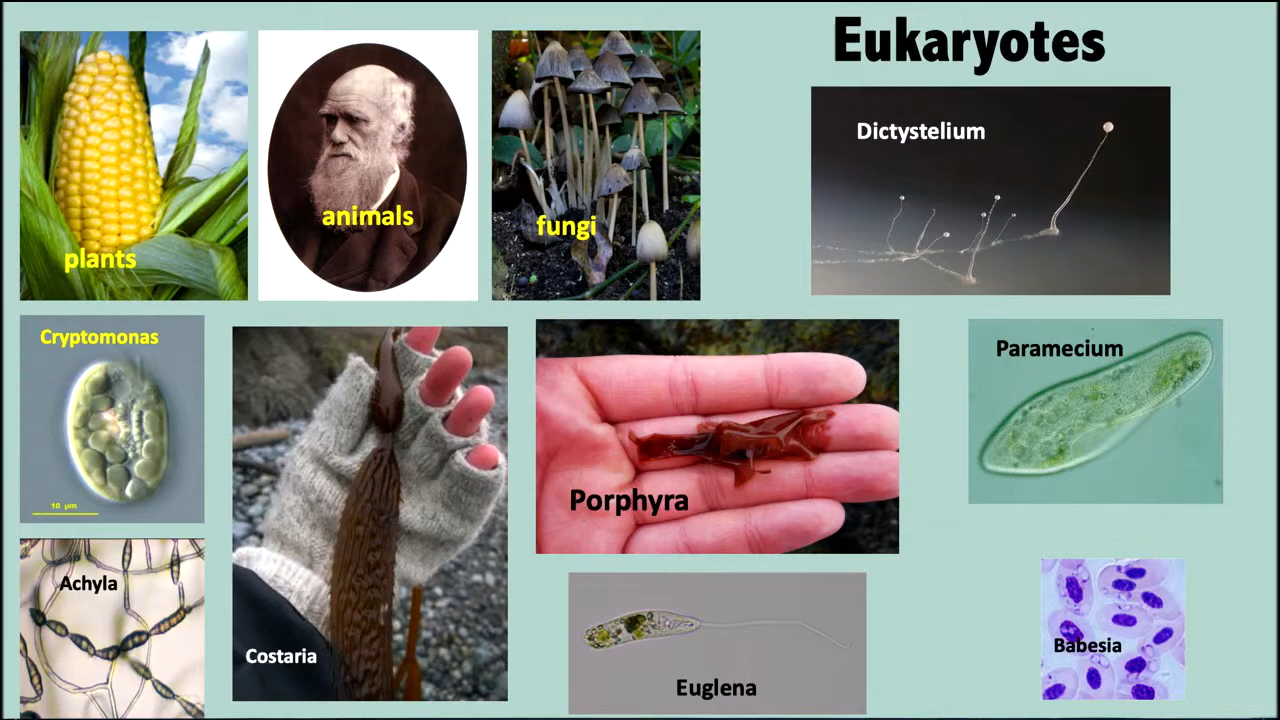 Eukaryotes
plants
animals
fungi
Dictystelium
Cryptomonas
10 µm
Costaria
Porphyra
Paramecium
Achyla
Euglena
Babesia